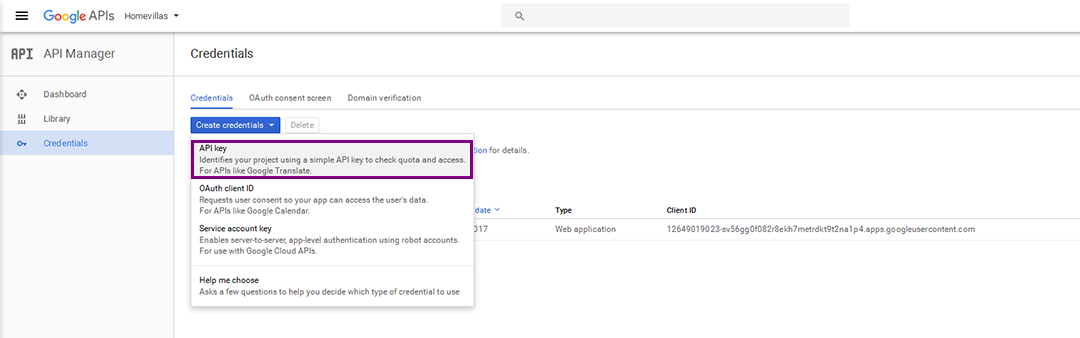 Google APIs Homevillas
API API Manager
Credentials
Dashboard
Library
Credentials
Credentials OAuth consent screen Domain verification
Create credentials Delete
API key
Identifies your project using a simple API key to check quota and access.
For APIs like Google Translate.
for details.
OAuth client ID
Requests user consent so your app can access the user's data.
For APIs like Google Calendar.
date Type Client ID
Service account key
Enables server-to-server, app-level authentication using robot accounts.
For use with Google Cloud APIs.
017 Web application 12649019023-sv56gg0f082r8ekh7metrdkt9t2na1p4.apps.googleusercontent.com
Help me choose
Asks a few questions to help you decide which type of credential to use